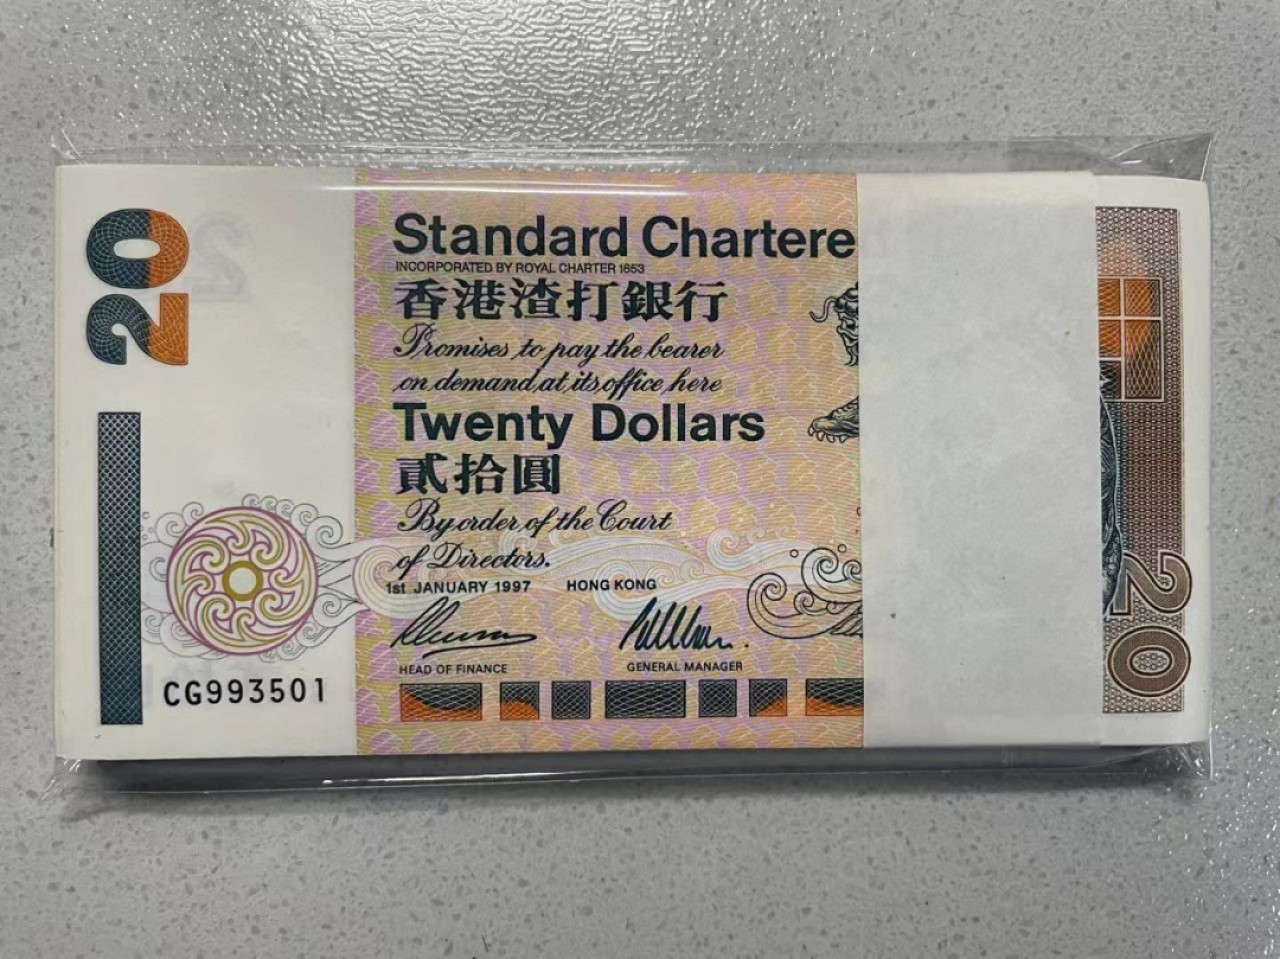 20
Standard Chartere
INCORPORATED BY ROYAL CHARTER 1853
香港渣打銀行
Promises to pay the bearer
on demand at its office here
Twenty Dollars
貳拾圓
By order of the Court
of Directors.
1st JANUARY 1997 HONG KONG
HEAD OF FINANCE GENERAL MANAGER
CG993501
20